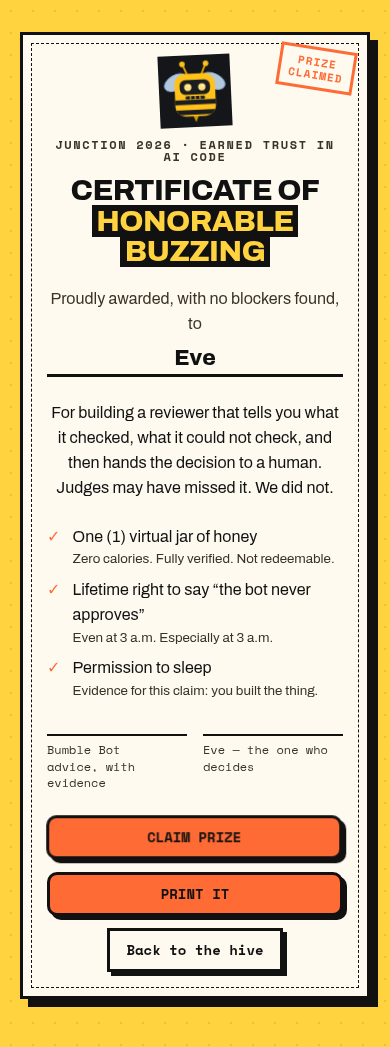 PRIZE
CLAIMED
JUNCTION 2026 · EARNED TRUST IN
AI CODE
CERTIFICATE OF
HONORABLE
BUZZING
Proudly awarded, with no blockers found,
to
Eve
For building a reviewer that tells you what
it checked, what it could not check, and
then hands the decision to a human.
Judges may have missed it. We did not.
✓ One (1) virtual jar of honey
Zero calories. Fully verified. Not redeemable.
✓ Lifetime right to say “the bot never
approves”
Even at 3 a.m. Especially at 3 a.m.
✓ Permission to sleep
Evidence for this claim: you built the thing.
Bumble Bot
advice, with
evidence
Eve — the one who
decides
CLAIM PRIZE
PRINT IT
Back to the hive